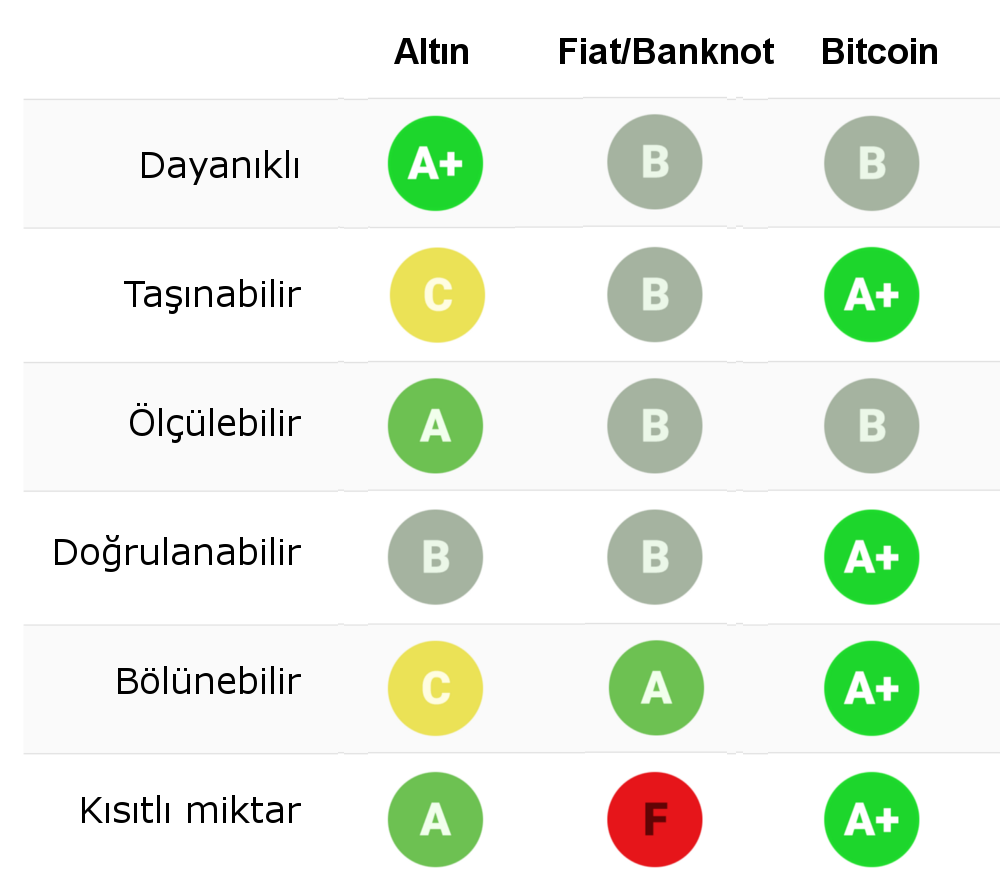 Altın Fiat/Banknot Bitcoin
Dayanıklı A+ B B
Taşınabilir C B A+
Ölçülebilir A B B
Doğrulanabilir B B A+
Bölünebilir C A A+
Kısıtlı miktar A F A+